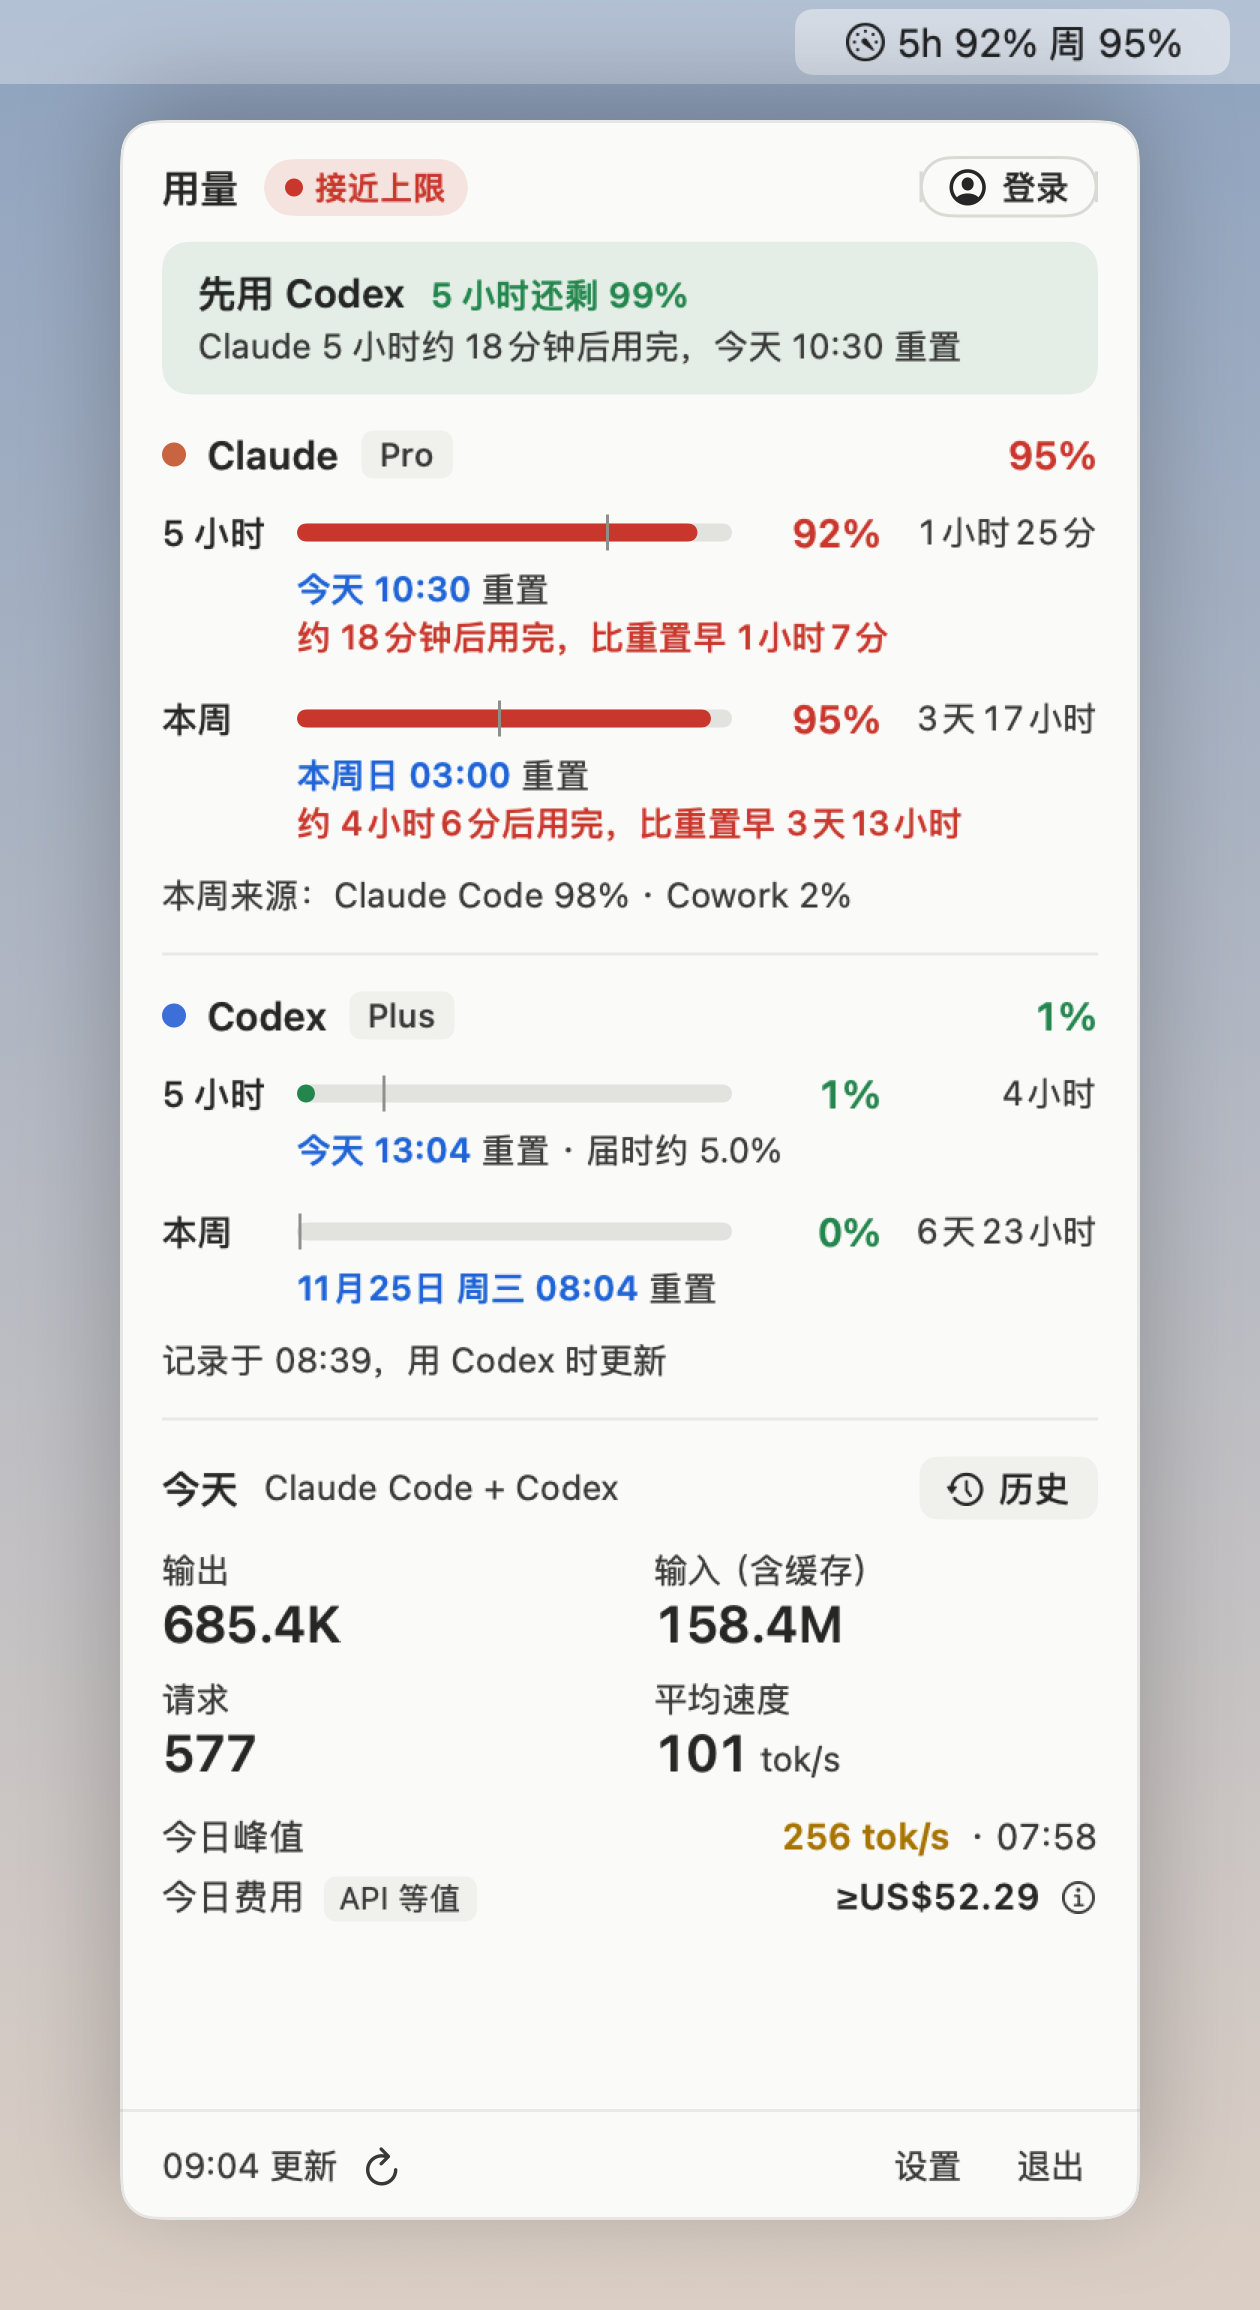 5h 92% 周 95%
用量 接近上限 登录
先用 Codex 5 小时还剩 99%
Claude 5 小时约 18分钟后用完，今天 10:30 重置
Claude Pro 95%
5 小时 92% 1小时25分
今天 10:30 重置
约 18分钟后用完，比重置早 1小时7分
本周 95% 3天17小时
本周日 03:00 重置
约 4小时6分后用完，比重置早 3天13小时
本周来源：Claude Code 98% · Cowork 2%
Codex Plus 1%
5 小时 1% 4小时
今天 13:04 重置 · 届时约 5.0%
本周 0% 6天23小时
11月25日 周三 08:04 重置
记录于 08:39，用 Codex 时更新
今天 Claude Code + Codex 历史
输出 输入（含缓存）
685.4K 158.4M
请求 平均速度
577 101 tok/s
今日峰值 256 tok/s · 07:58
今日费用 API 等值 ≥US$52.29
09:04 更新 设置 退出